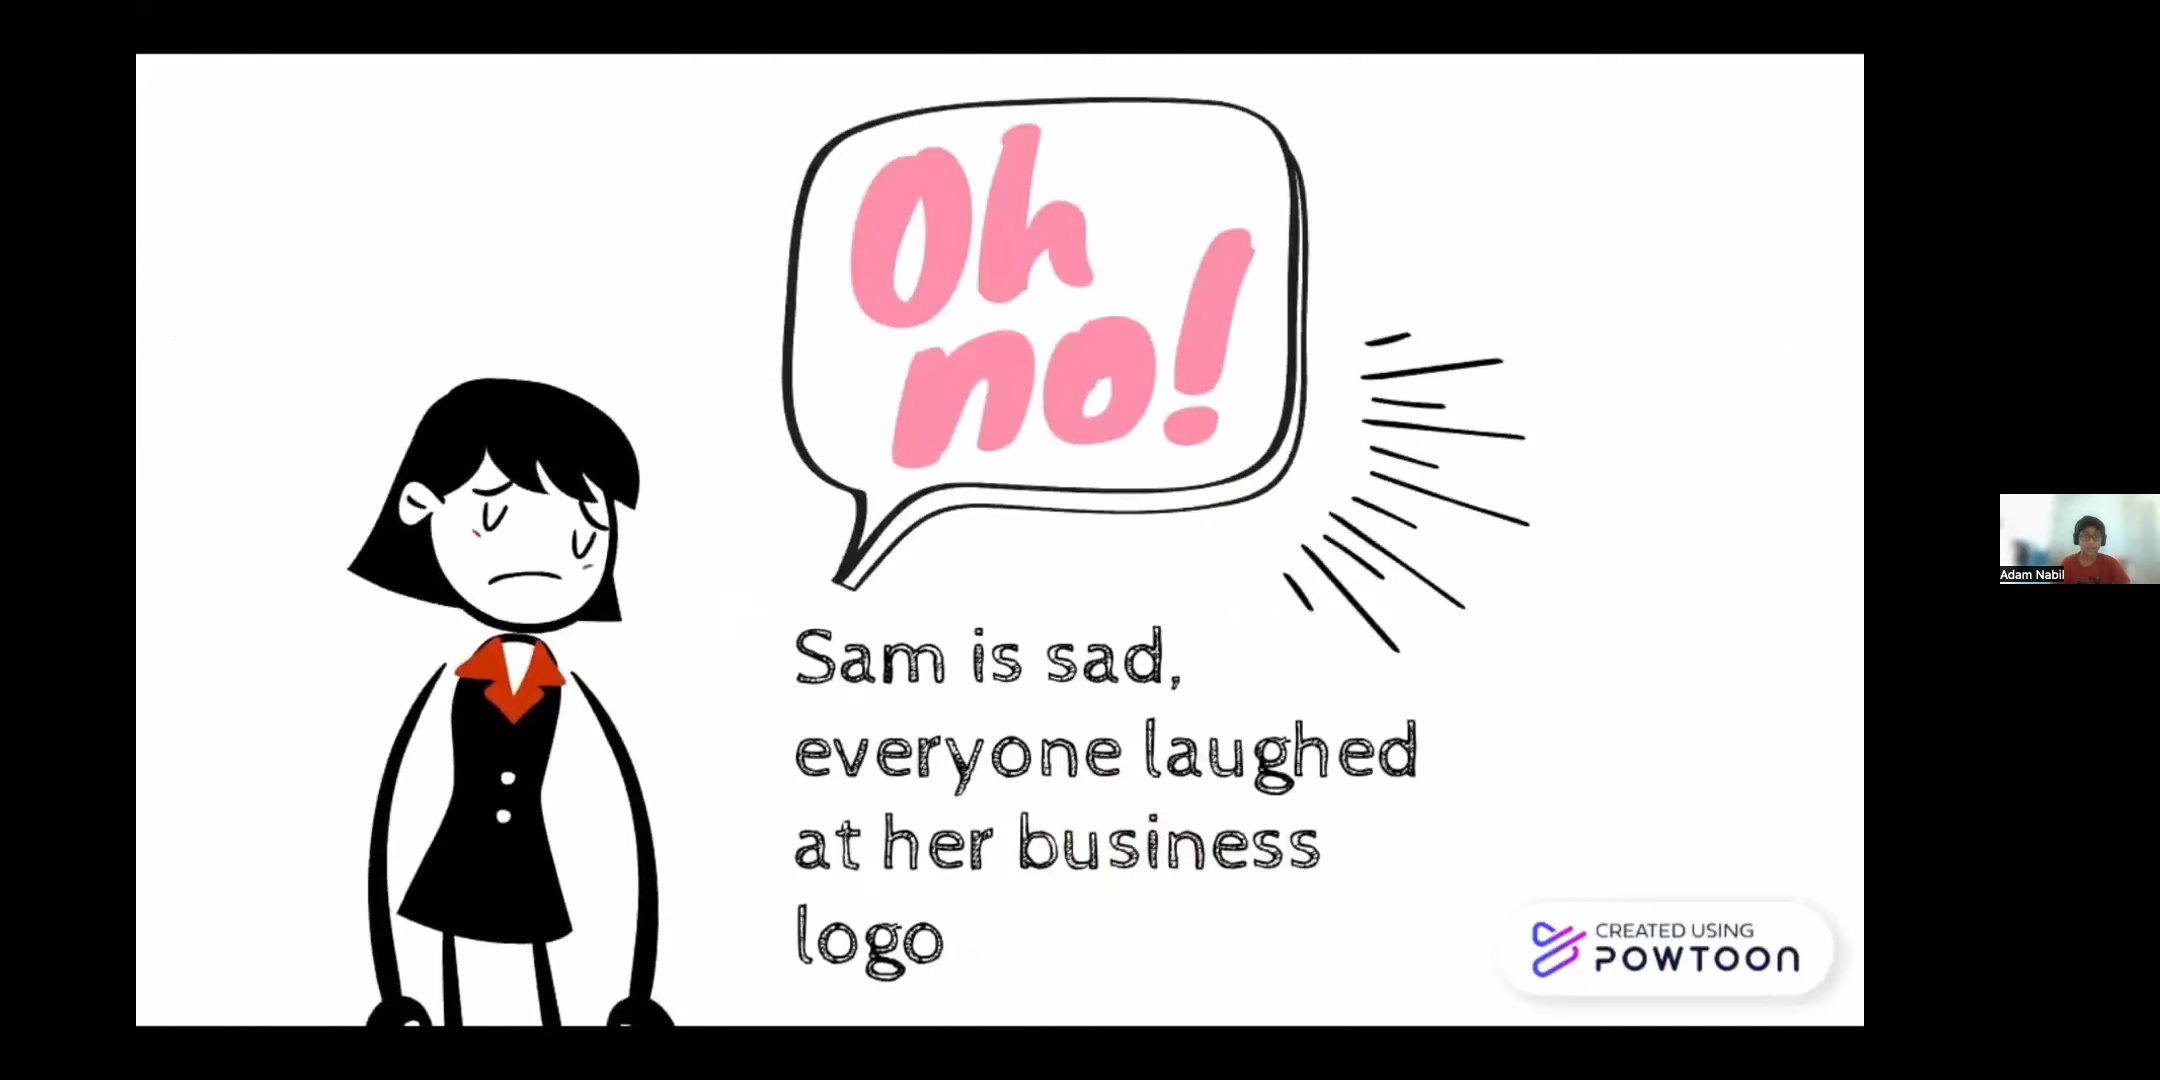 Oh
no!
Sam is sad,
everyone laughed
at her business
logo
CREATED USING
POWTOON
Adam Nabil